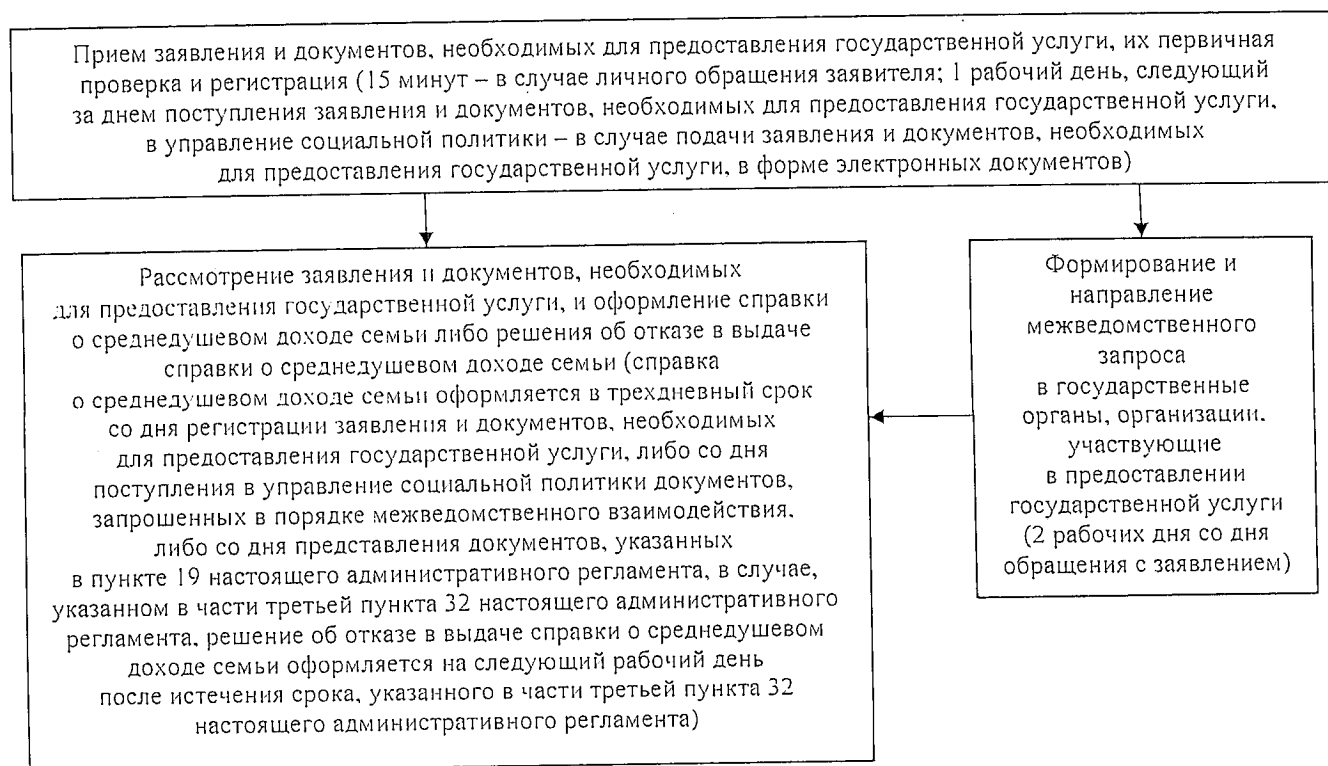 Прием заявления и документов, необходимых для предоставления государственной услуги, их первичная
проверка и регистрация (15 минут – в случае личного обращения заявителя; 1 рабочий день, следующий
за днем поступления заявления и документов, необходимых для предоставления государственной услуги,
в управление социальной политики – в случае подачи заявления и документов, необходимых
для предоставления государственной услуги, в форме электронных документов)
Рассмотрение заявления и документов, необходимых
для предоставления государственной услуги, и оформление справки
о среднедушевом доходе семьи либо решения об отказе в выдаче
справки о среднедушевом доходе семьи (справка
о среднедушевом доходе семьи оформляется в трехдневный срок
со дня регистрации заявления и документов, необходимых
для предоставления государственной услуги, либо со дня
поступления в управление социальной политики документов,
запрошенных в порядке межведомственного взаимодействия,
либо со дня представления документов, указанных
в пункте 19 настоящего административного регламента, в случае,
указанном в части третьей пункта 32 настоящего административного
регламента, решение об отказе в выдаче справки о среднедушевом
доходе семьи оформляется на следующий рабочий день
после истечения срока, указанного в части третьей пункта 32
настоящего административного регламента)
Формирование и
направление
межведомственного
запроса
в государственные
органы, организации,
участвующие
в предоставлении
государственной услуги
(2 рабочих дня со дня
обращения с заявлением)